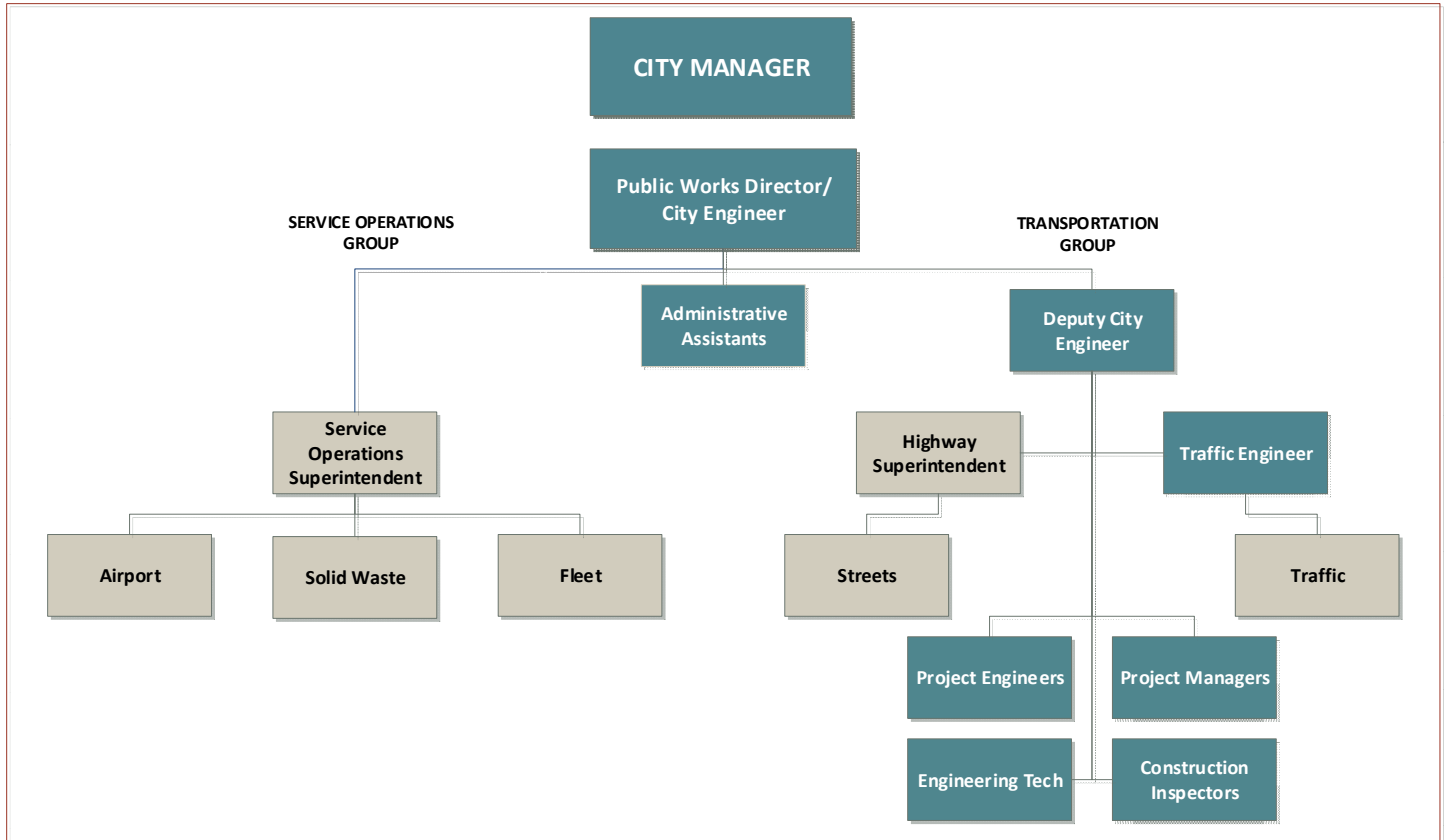 CITY MANAGER
Public Works Director/
City Engineer
SERVICE OPERATIONS
GROUP
TRANSPORTATION
GROUP
Administrative
Assistants
Deputy City
Engineer
Service
Operations
Superintendent
Highway
Superintendent
Traffic Engineer
Airport
Solid Waste
Fleet
Streets
Traffic
Project Engineers
Project Managers
Engineering Tech
Construction
Inspectors